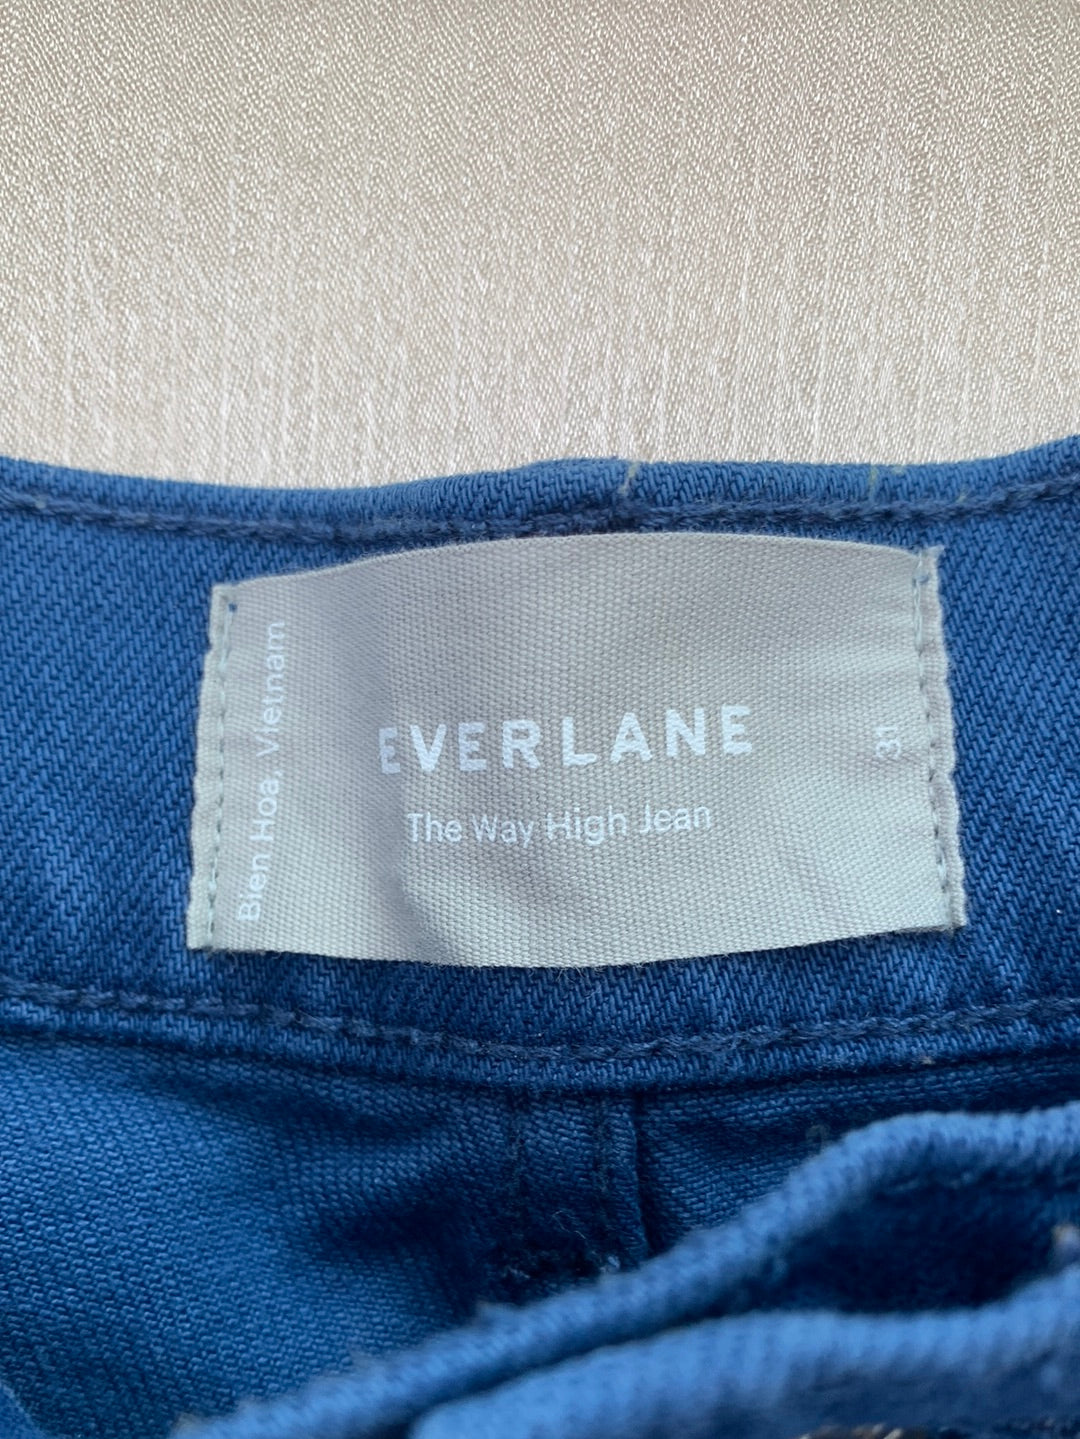 Bien Hoa, Vietnam
EVERLANE
The Way High Jean
31